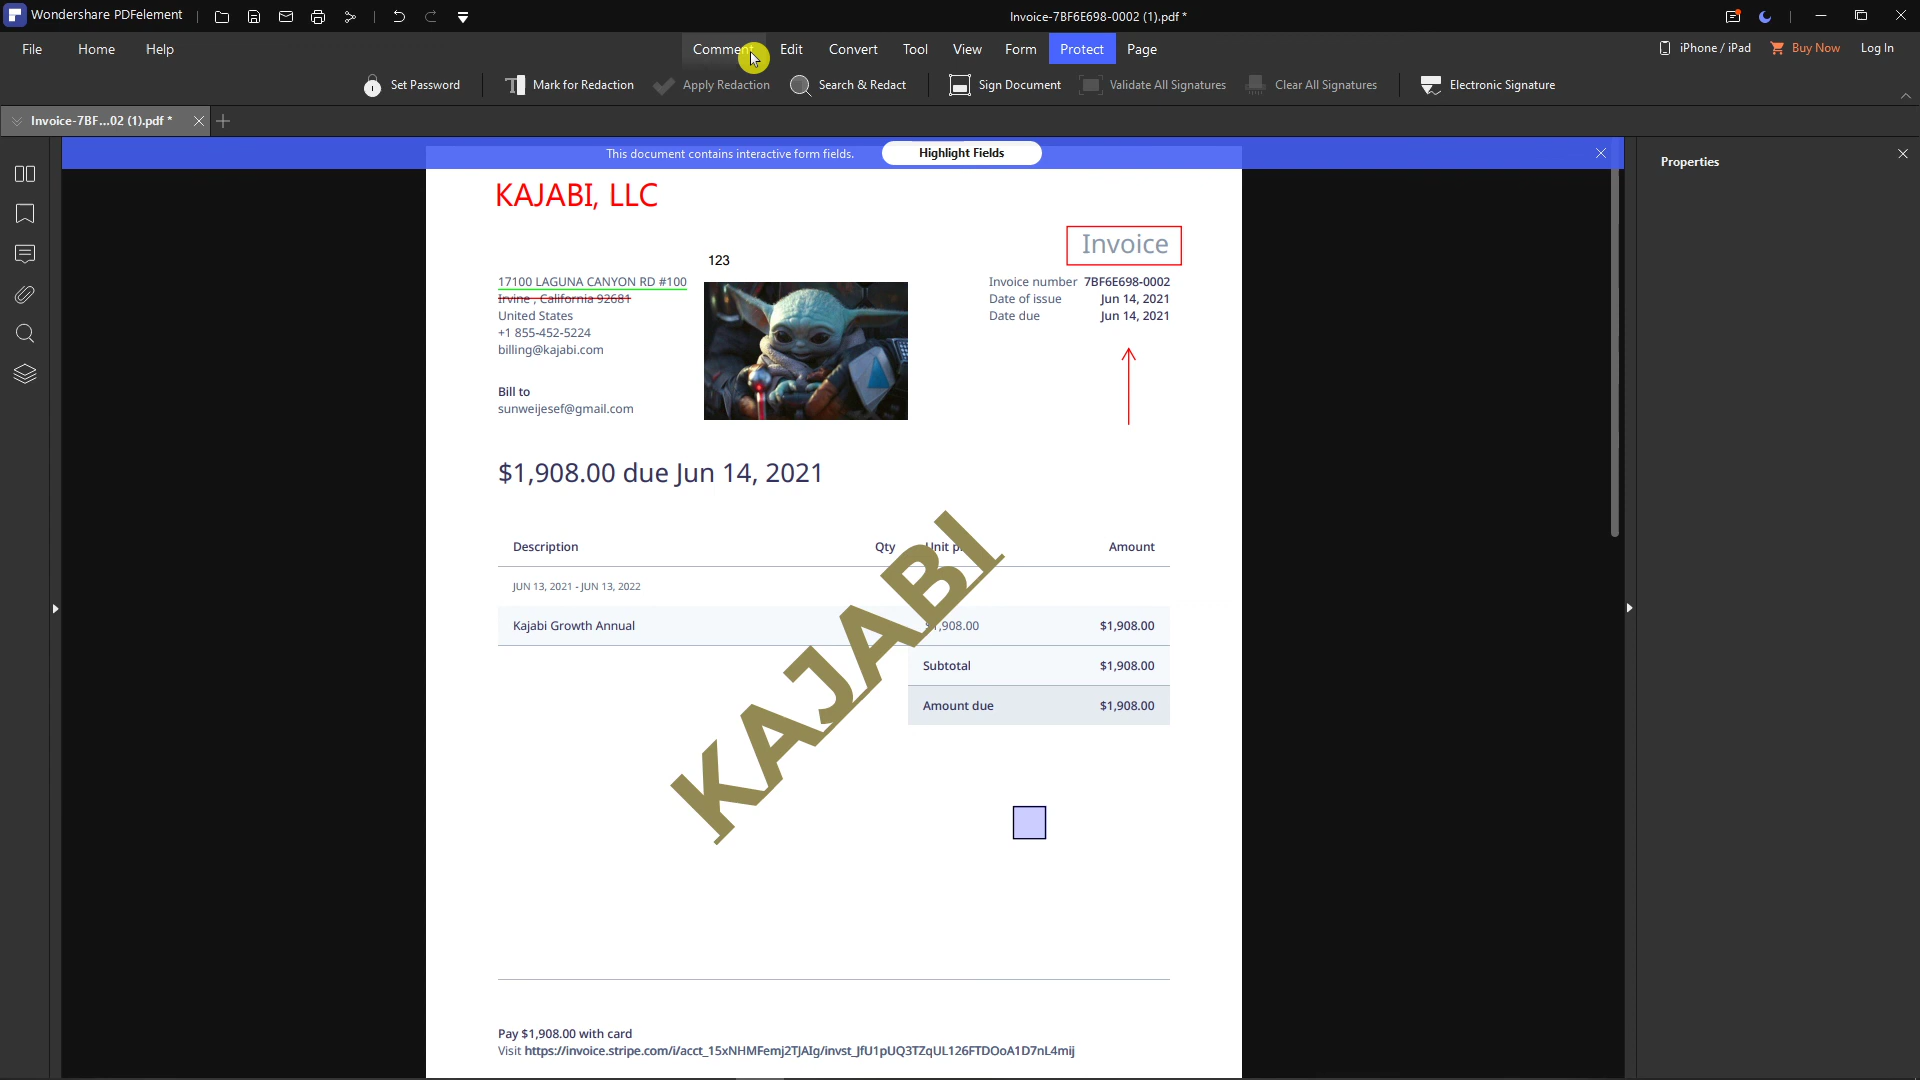 Wondershare PDFelement
Invoice-7BF6E698-0002 (1).pdf *
File Home Help
Comment Edit Convert Tool View Form Protect Page
iPhone / iPad Buy Now Log In
Set Password Mark for Redaction Apply Redaction Search & Redact Sign Document Validate All Signatures Clear All Signatures Electronic Signature
Invoice-7BF...02 (1).pdf *
This document contains interactive form fields. Highlight Fields
Properties
KAJABI, LLC
Invoice
123
17100 LAGUNA CANYON RD #100
Irvine , California 92681
United States
+1 855-452-5224
billing@kajabi.com
Invoice number 7BF6E698-0002
Date of issue Jun 14, 2021
Date due Jun 14, 2021
Bill to
sunweijesef@gmail.com
$1,908.00 due Jun 14, 2021
Description Qty Unit Amount
JUN 13, 2021 - JUN 13, 2022
Kajabi Growth Annual $1,908.00 $1,908.00
Subtotal $1,908.00
Amount due $1,908.00
KAJABI
Pay $1,908.00 with card
Visit https://invoice.stripe.com/i/acct_15xNHMFemj2TJAIg/invst_JfU1pUQ3TZqUL126FTDOoA1D7nL4mij